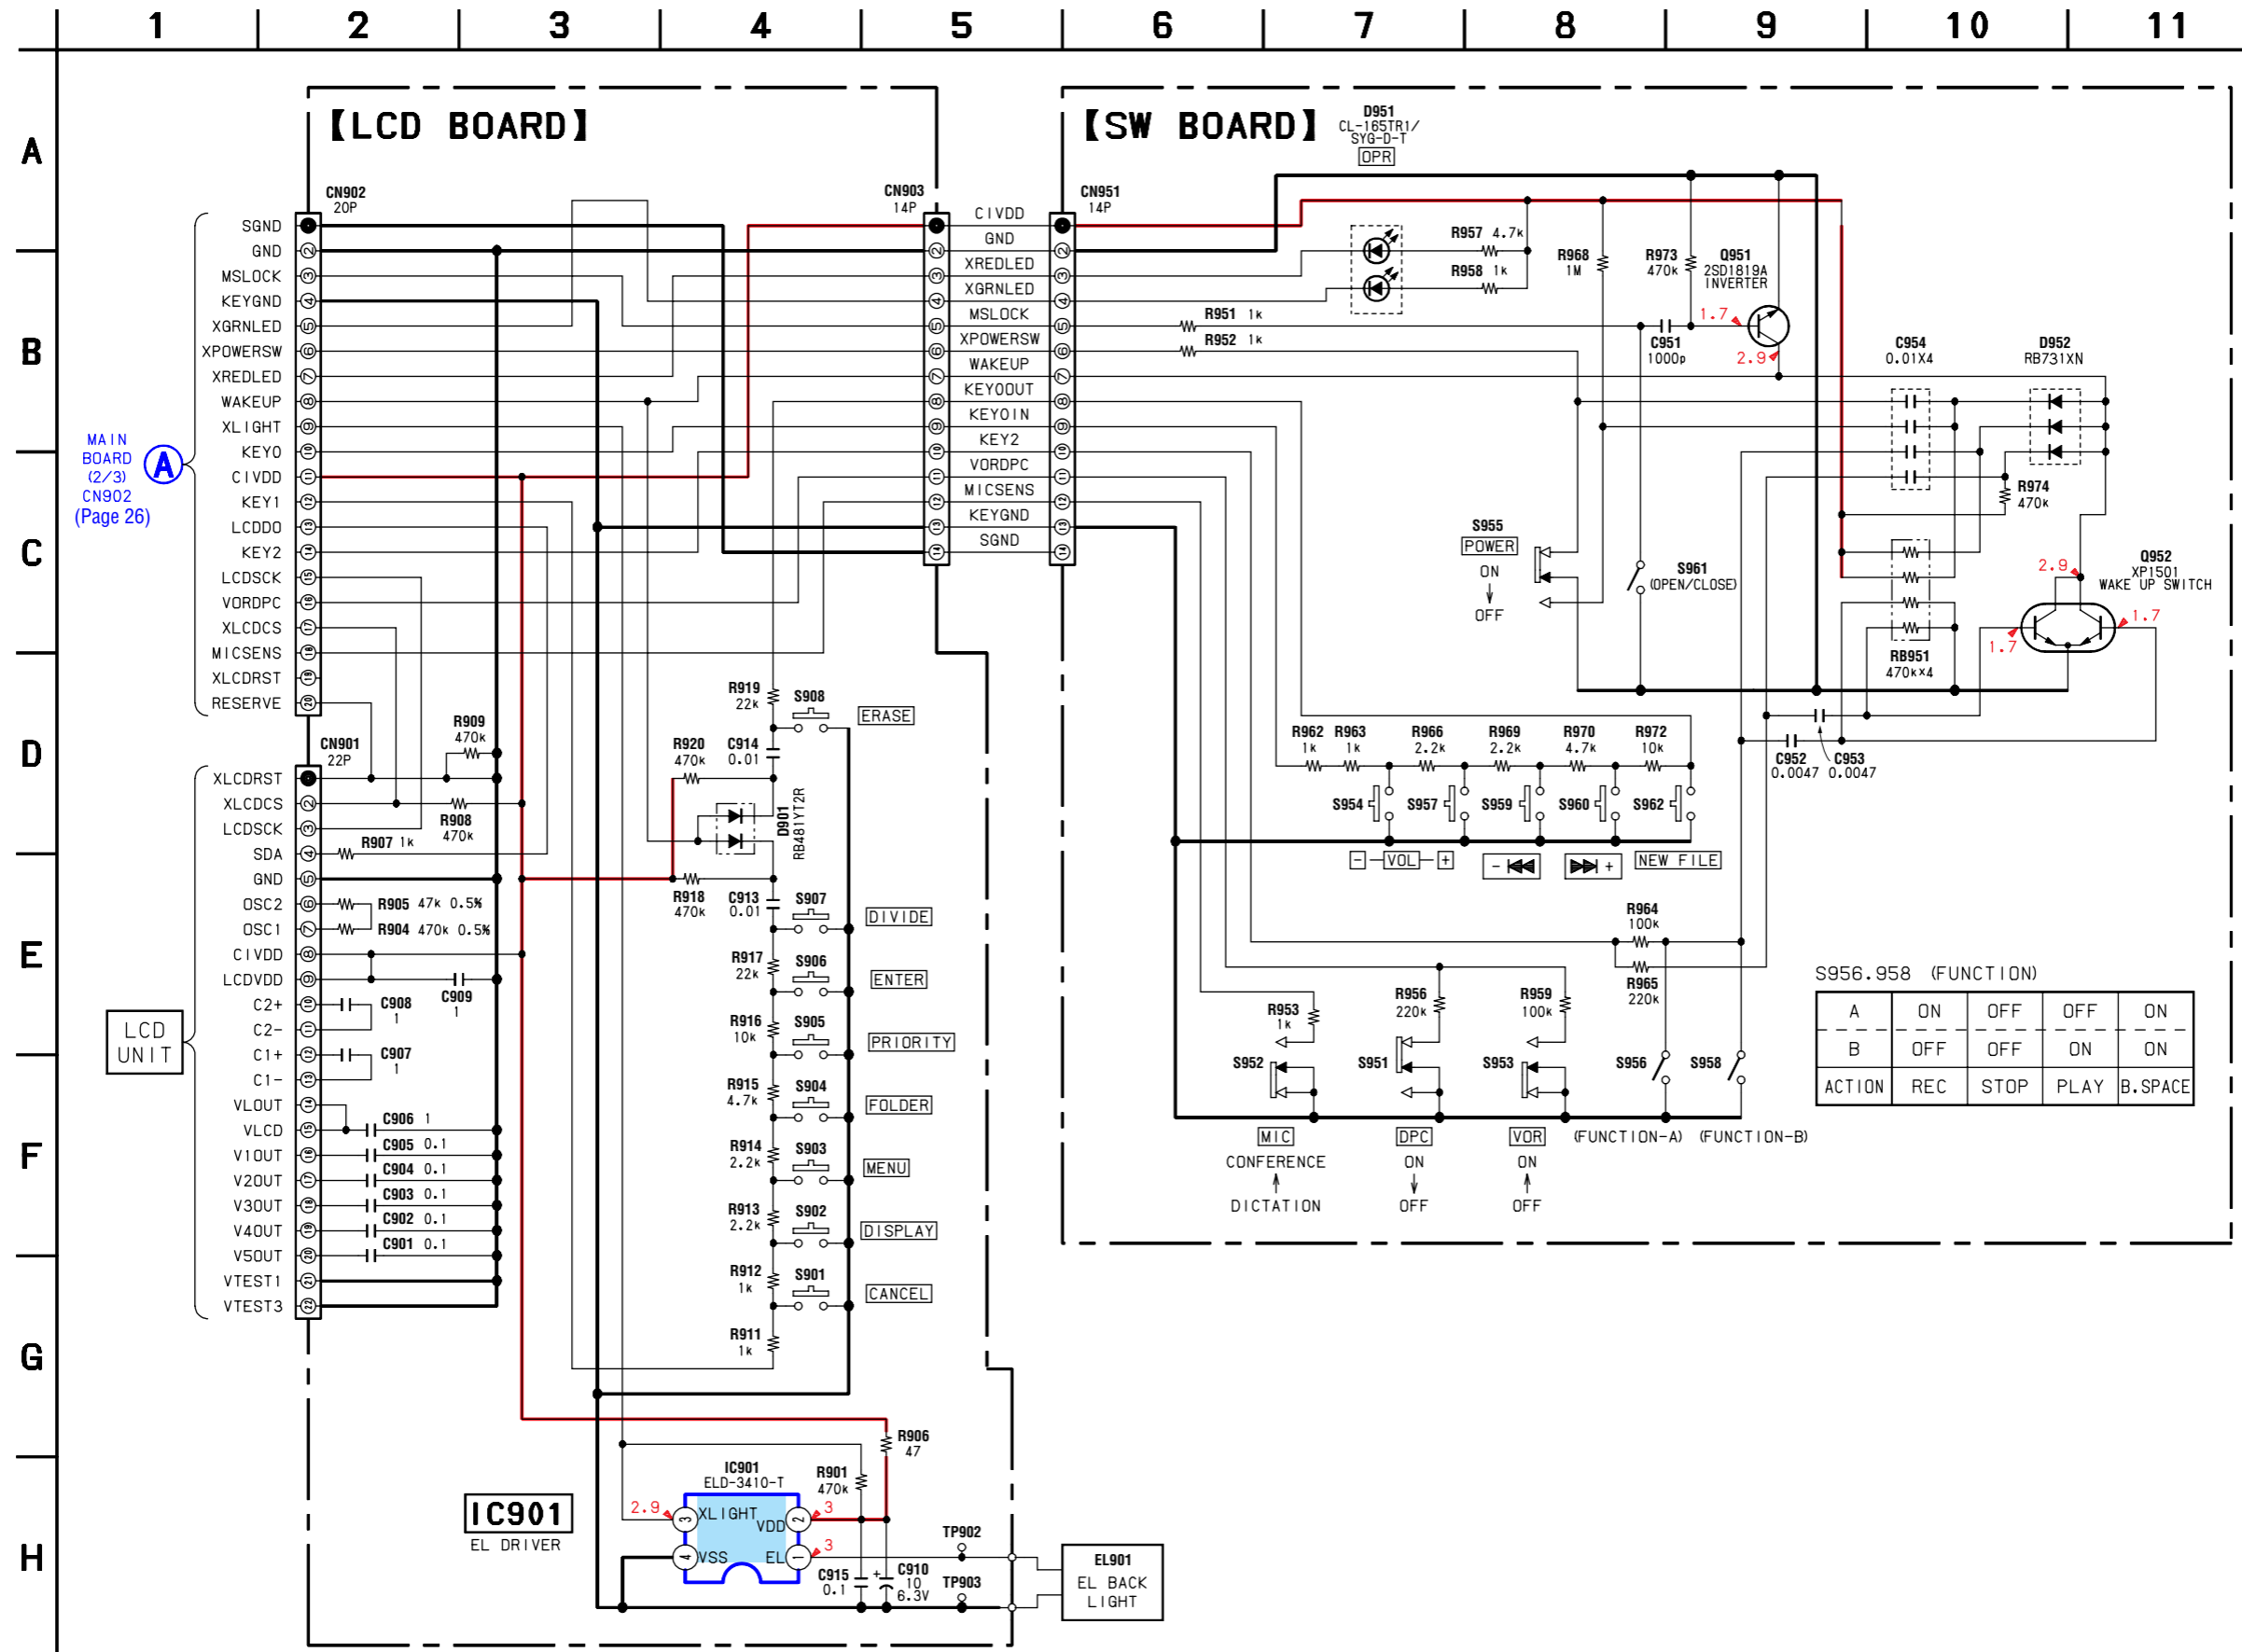 1 2 3 4 5 6 7 8 9 10 11
A
B
C
D
E
F
G
H
【LCD BOARD】
CN902
20P
SGND
GND
MSLOCK
KEYGND
XGRNLED
XPOWERSW
XREDLED
WAKEUP
XLIGHT
KEY0
CIVDD
KEY1
LCDDO
KEY2
LCDSCK
VORDPC
XLCDCS
MICSENS
XLCDRST
RESERVE
MAIN
BOARD
(2/3)
CN902
(Page 26)
A
CN901
22P
XLCDRST
XLCDCS
LCDSCK
SDA
GND
OSC2
OSC1
CIVDD
LCDVDD
C2+
C2-
C1+
C1-
VLOUT
VLCD
V1OUT
V2OUT
V3OUT
V4OUT
V5OUT
VTEST1
VTEST3
LCD
UNIT
R909
470k
R908
470k
R907 1k
R905 47k 0.5%
R904 470k 0.5%
C909
1
C908
1
C907
1
C906 1
C905 0.1
C904 0.1
C903 0.1
C902 0.1
C901 0.1
R919
22k
S908
ERASE
R920
470k
C914
0.01
D901
RB481YT2R
R918
470k
C913
0.01
S907
DIVIDE
R917
22k
S906
ENTER
R916
10k
S905
PRIORITY
R915
4.7k
S904
FOLDER
R914
2.2k
S903
MENU
R913
2.2k
S902
DISPLAY
R912
1k
S901
CANCEL
R911
1k
R906
47
IC901
EL DRIVER
IC901
ELD-3410-T
R901
470k
2.9
3 XLIGHT
VDD 2
3
4 VSS
EL 1
3
C915
0.1
+
C910
10
6.3V
TP902
TP903
EL901
EL BACK
LIGHT
CN903
14P
CIVDD
GND
XREDLED
XGRNLED
MSLOCK
XPOWERSW
WAKEUP
KEY0OUT
KEY0IN
KEY2
VORDPC
MICSENS
KEYGND
SGND
CN951
14P
【SW BOARD】
D951
CL-165TR1/
SYG-D-T
OPR
R957 4.7k
R958 1k
R951 1k
R952 1k
R968
1M
R973
470k
Q951
2SD1819A
INVERTER
1.7
2.9
C951
1000p
C954
0.01X4
D952
RB731XN
R974
470k
S955
POWER
ON
OFF
S961
(OPEN/CLOSE)
Q952
XP1501
WAKE UP SWITCH
2.9
1.7
1.7
RB951
470k×4
R962
1k
R963
1k
R966
2.2k
R969
2.2k
R970
4.7k
R972
10k
C952
0.0047
C953
0.0047
S954
S957
S959
S960
S962
- VOL +
-
+
NEW FILE
R964
100k
R965
220k
R953
1k
R956
220k
R959
100k
S952
S951
S953
S956
S958
MIC
CONFERENCE
DICTATION
DPC
ON
OFF
VOR
ON
OFF
(FUNCTION-A)
(FUNCTION-B)
S956.958 (FUNCTION)
A ON OFF OFF ON
B OFF OFF ON ON
ACTION REC STOP PLAY B.SPACE